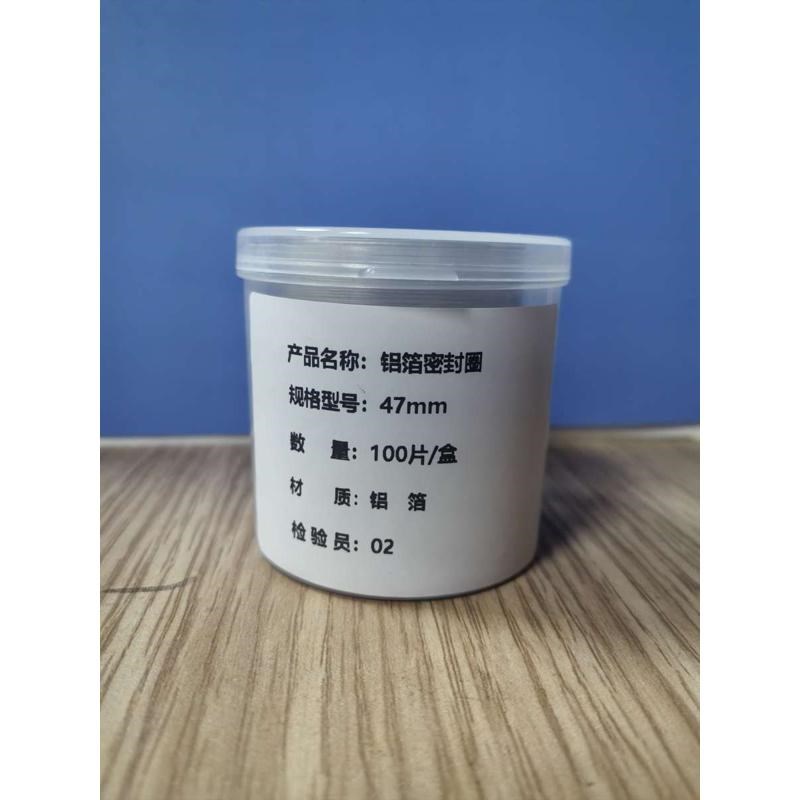 产品名称：铝箔密封圈
规格型号：47mm
数 量：100片/盒
材 质：铝 箔
检 验 员：02